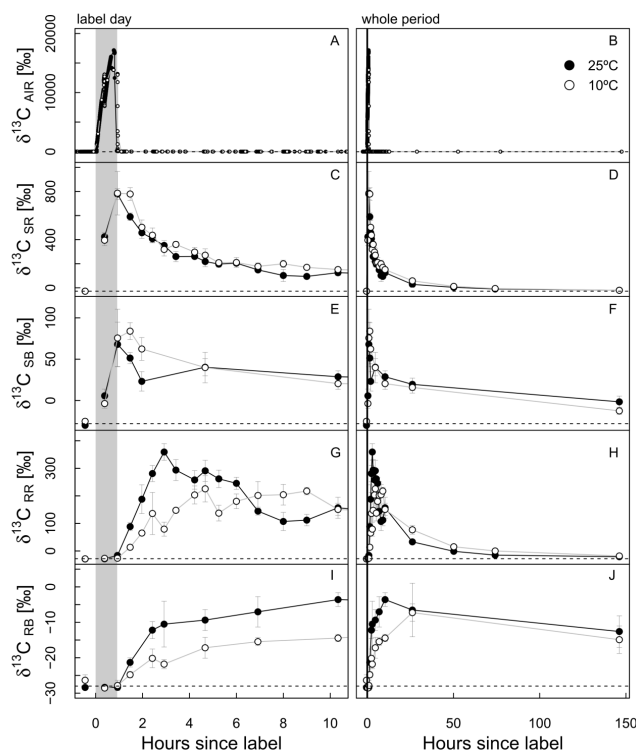 label day
whole period
δ13C AIR [‰]
0 10000 20000
A
B
25ºC
10ºC
δ13C SR [‰]
0 400 800
C
D
δ13C SB [‰]
0 50 100
E
F
δ13C RR [‰]
0 100 300
G
H
δ13C RB [‰]
−30 −20 −10 0
I
J
0 2 4 6 8 10
0 50 100 150
Hours since label
Hours since label